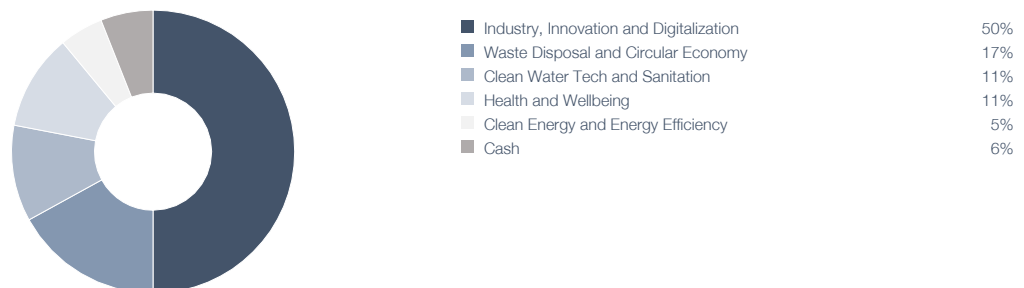 Industry, Innovation and Digitalization 50%
Waste Disposal and Circular Economy 17%
Clean Water Tech and Sanitation 11%
Health and Wellbeing 11%
Clean Energy and Energy Efficiency 5%
Cash 6%